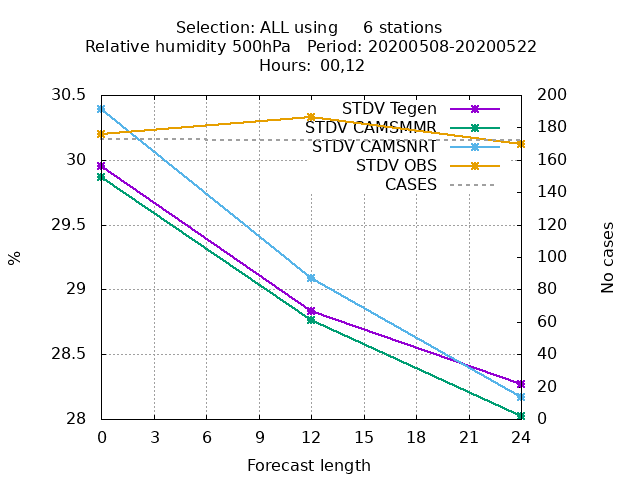 Selection: ALL using     6 stations
Relative humidity 500hPa   Period: 20200508-20200522
Hours: 00,12
30.5
30
29.5
29
28.5
28
%
200
180
160
140
120
100
80
60
40
20
0
No cases
STDV Tegen
STDV CAMSMMR
STDV CAMSNRT
STDV OBS
CASES
0 3 6 9 12 15 18 21 24
Forecast length